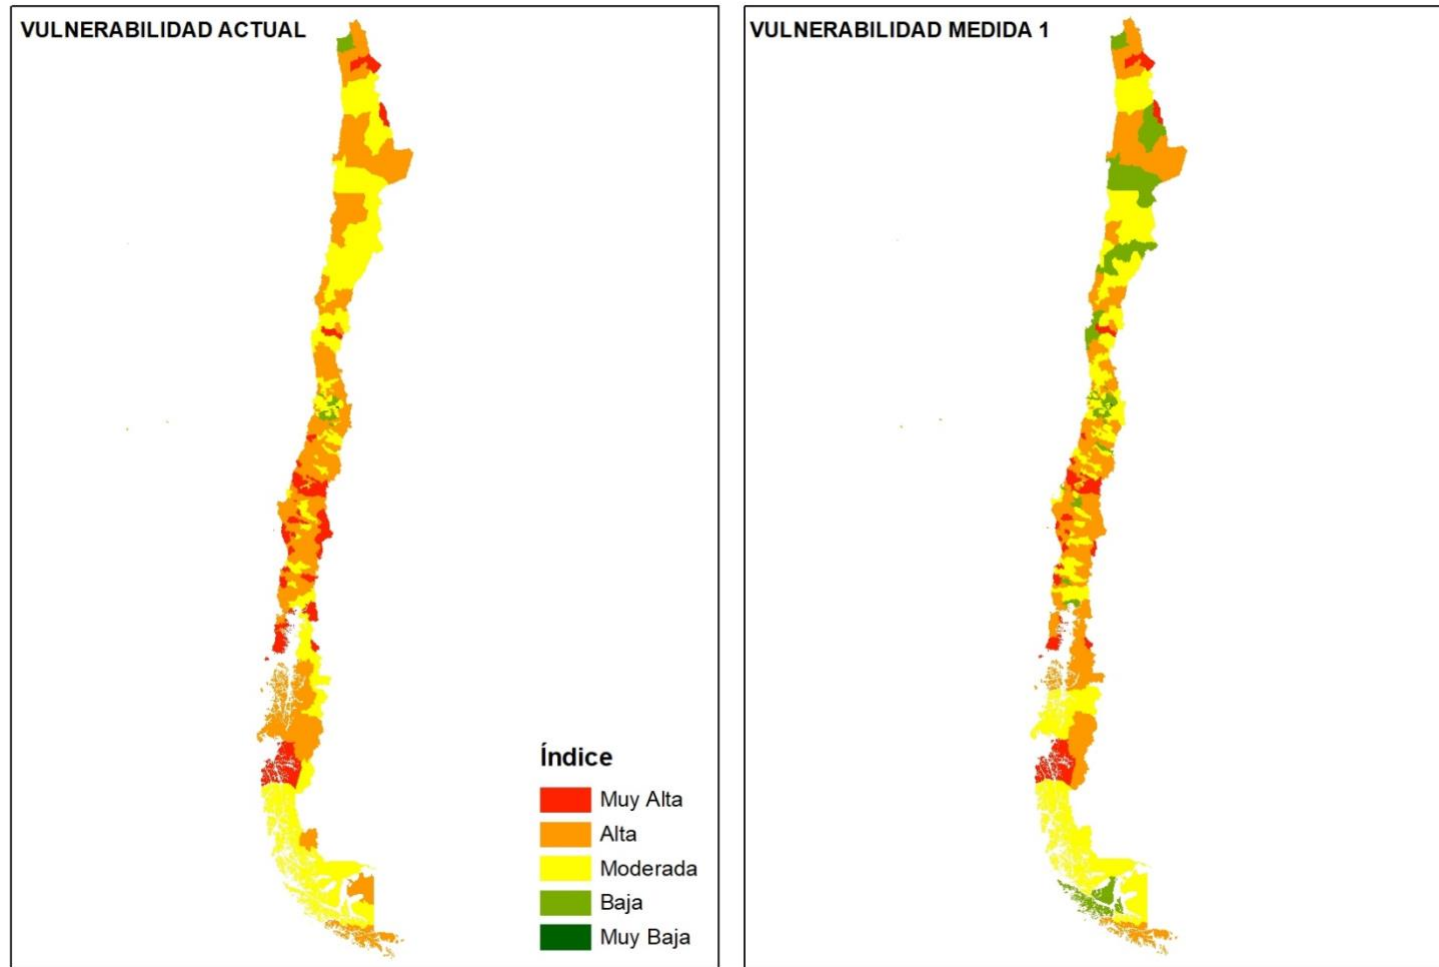 VULNERABILIDAD ACTUAL
VULNERABILIDAD MEDIDA 1
Índice
Muy Alta
Alta
Moderada
Baja
Muy Baja